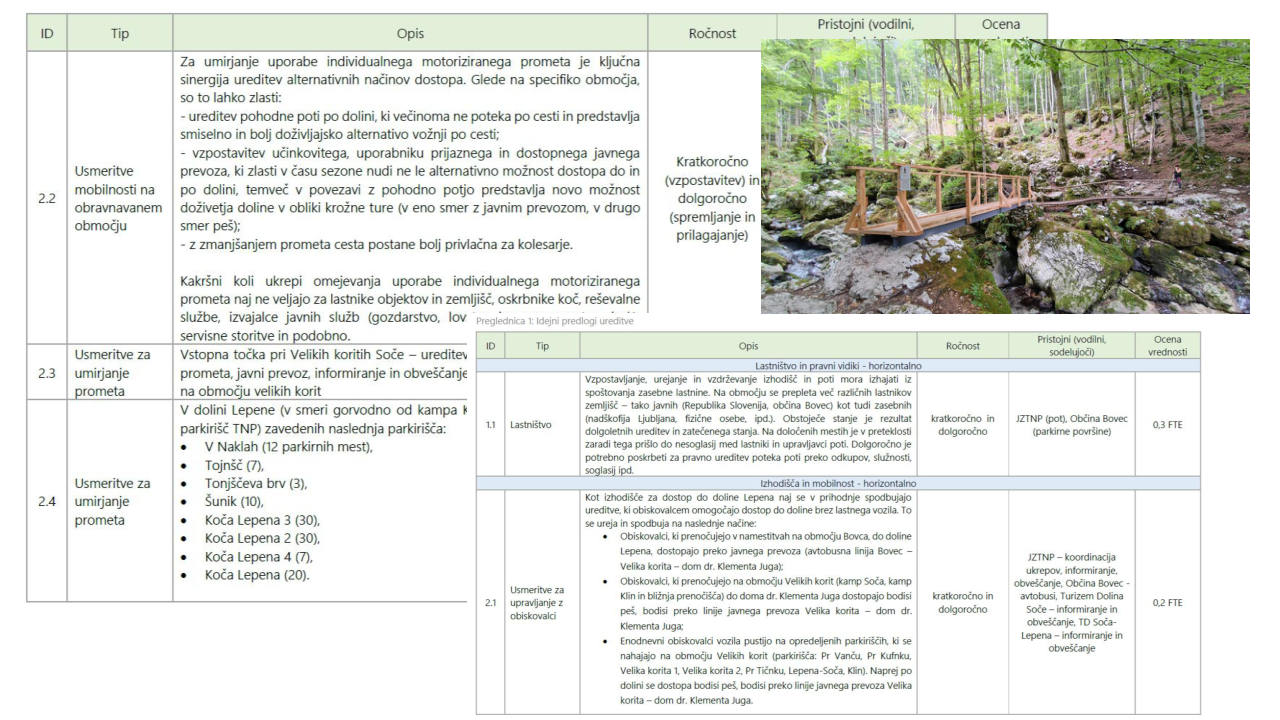 ID Tip Opis Ročnost Pristojni (vodilni, Ocena
2.2
Usmeritve
mobilnosti na
obravnavanem
območju
Za umirjanje uporabe individualnega motoriziranega prometa je ključna
sinergija ureditev alternativnih načinov dostopa. Glede na specifiko območja,
so to lahko zlasti:
- ureditev pohodne poti po dolini, ki večinoma ne poteka po cesti in predstavlja
smiselno in bolj doživljajsko alternativo vožnji po cesti;
- vzpostavitev učinkovitega, uporabniku prijaznega in dostopnega javnega
prevoza, ki zlasti v času sezone nudi ne le alternativno možnost dostopa do in
po dolini, temveč v povezavi z pohodno potjo predstavlja novo možnost
doživetja doline v obliki krožne ture (v eno smer z javnim prevozom, v drugo
smer peš);
- z zmanjšanjem prometa cesta postane bolj privlačna za kolesarje.
Kakršni koli ukrepi omejevanja uporabe individualnega motoriziranega
prometa naj ne veljajo za lastnike objektov in zemljišč, oskrbnike koč, reševalne
službe, izvajalce javnih služb (gozdarstvo, lov
servisne storitve in podobno.
Kratkoročno
(vzpostavitev) in
dolgoročno
(spremljanje in
prilagajanje)
2.3
Usmeritve za
umirjanje
prometa
Vstopna točka pri Velikih koritih Soče – ureditev
prometa, javni prevoz, informiranje in obveščanje
na območju velikih korit
2.4
Usmeritve za
umirjanje
prometa
V dolini Lepene (v smeri gorvodno od kampa K
parkirišč TNP) zavedenih naslednja parkirišča:
• V Naklah (12 parkirnih mest),
• Tojnšč (7),
• Tonjščeva brv (3),
• Šunik (10),
• Koča Lepena 3 (30),
• Koča Lepena 2 (30),
• Koča Lepena 4 (7),
• Koča Lepena (20).
Preglednica 1: Idejni predlogi ureditve
ID Tip Opis Ročnost Pristojni (vodilni, Ocena
sodelujoči) vrednosti
Lastništvo in pravni vidiki - horizontalno
1.1
Lastništvo
Vzpostavljanje, urejanje in vzdrževanje izhodišč in poti mora izhajati iz
spoštovanja zasebne lastnine. Na območju se prepleta več različnih lastnikov
zemljišč – tako javnih (Republika Slovenija, občina Bovec) kot tudi zasebnih
(nadškofija Ljubljana, fizične osebe, ipd.). Obstoječe stanje je rezultat
dolgoletnih ureditev in zatečenega stanja. Na določenih mestih je v preteklosti
zaradi tega prišlo do nesoglasij med lastniki in upravljavci poti. Dolgoročno je
potrebno poskrbeti za pravno ureditev poteka poti preko odkupov, služnosti,
soglasij ipd.
kratkoročno in
dolgoročno
JZTNP (pot), Občina Bovec
(parkirne površine)
0,3 FTE
Izhodišča in mobilnost - horizontalno
2.1
Usmeritve za
upravljanje z
obiskovalci
Kot izhodišče za dostop do doline Lepena naj se v prihodnje spodbujajo
ureditve, ki obiskovalcem omogočajo dostop do doline brez lastnega vozila. To
se ureja in spodbuja na naslednje načine:
• Obiskovalci, ki prenočujejo v namestitvah na območju Bovca, do doline
Lepena, dostopajo preko javnega prevoza (avtobusna linija Bovec –
Velika korita – dom dr. Klementa Juga);
• Obiskovalci, ki prenočujejo na območju Velikih korit (kamp Soča, kamp
Klin in bližnja prenočišča) do doma dr. Klementa Juga dostopajo bodisi
peš, bodisi preko linije javnega prevoza Velika korita – dom dr.
Klementa Juga;
• Enodnevni obiskovalci vozila pustijo na opredeljenih parkiriščih, ki se
nahajajo na območju Velikih korit (parkirišča: Pr Vanču, Pr Kufnku,
Velika korita 1, Velika korita 2, Pr Tičnku, Lepena-Soča, Klin). Naprej po
dolini se dostopa bodisi peš, bodisi preko linije javnega prevoza Velika
korita – dom dr. Klementa Juga.
kratkoročno in
dolgoročno
JZTNP – koordinacija
ukrepov, informiranje,
obveščanje, Občina Bovec -
avtobusi, Turizem Dolina
Soče – informiranje in
obveščanje, TD Soča-
Lepena – informiranje in
obveščanje
0,2 FTE